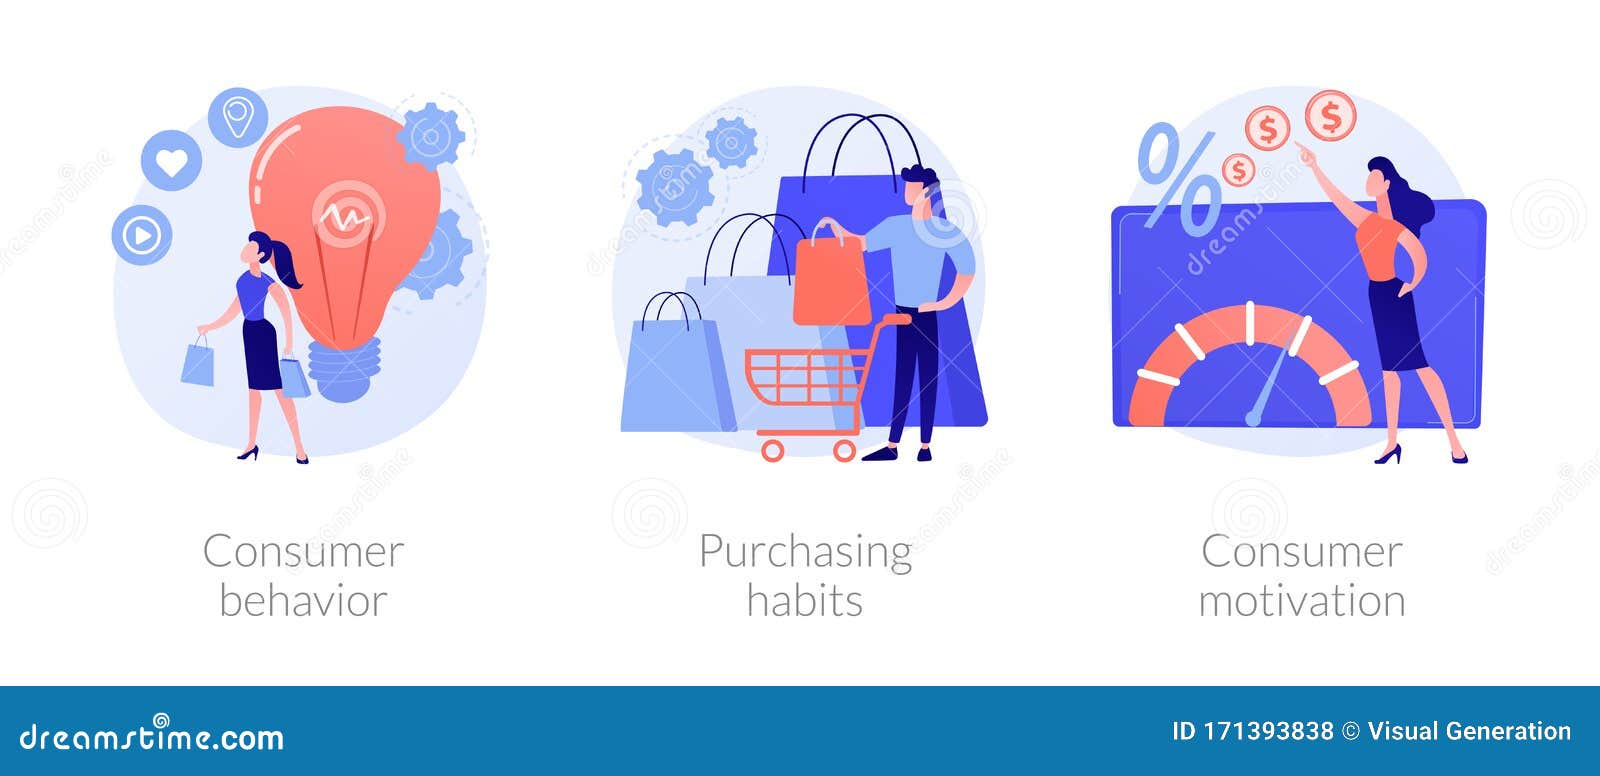 %
$
$
$
Consumer
behavior
Purchasing
habits
Consumer
motivation
dreamstime.com
ID 171393838 © Visual Generation